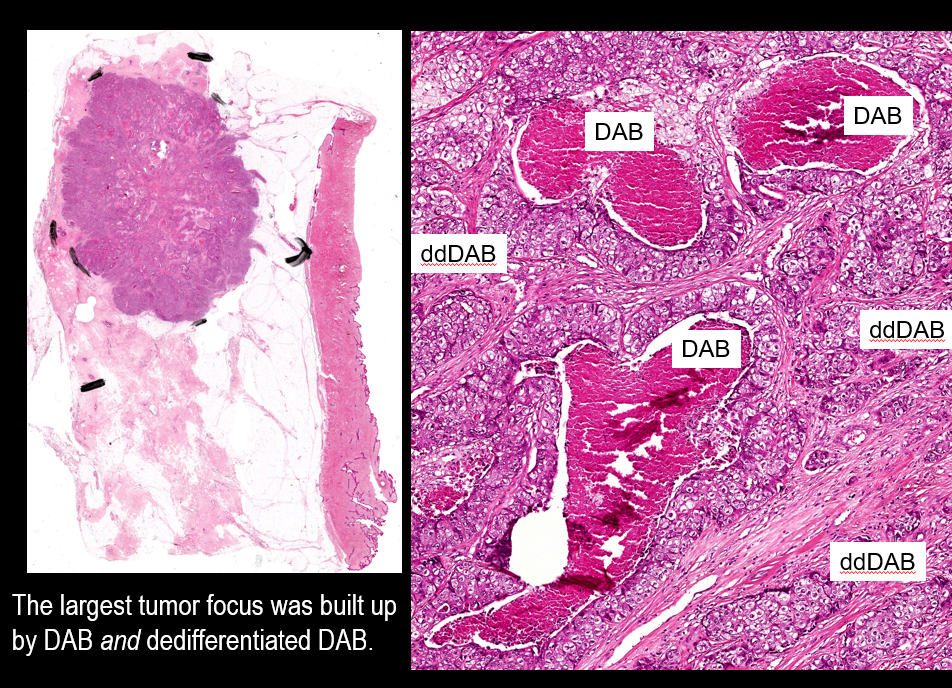 DAB
DAB
ddDAB
ddDAB
DAB
ddDAB
The largest tumor focus was built up
by DAB and dedifferentiated DAB.